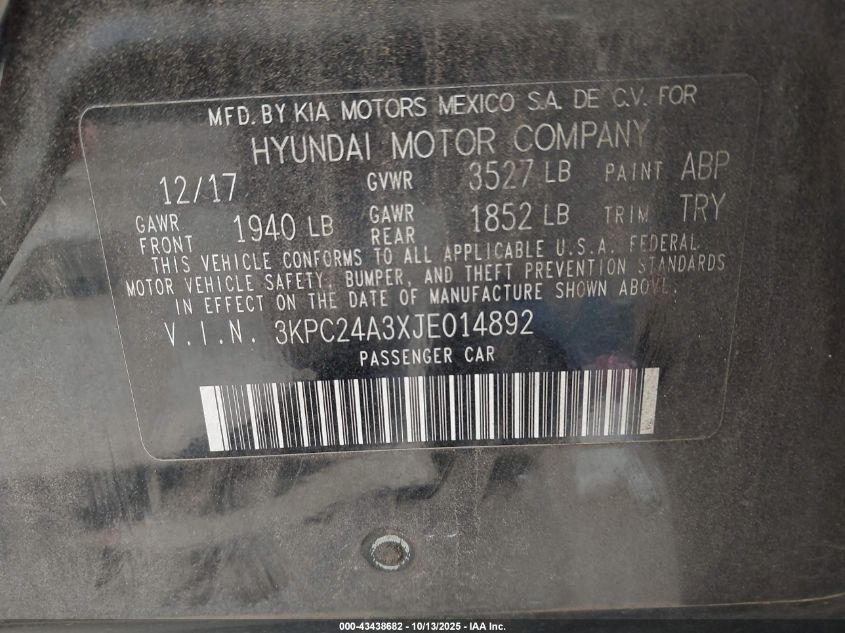 MFD. BY KIA MOTORS MEXICO S.A. DE C.V. FOR
HYUNDAI MOTOR COMPANY
12/17 GVWR 3527 LB PAINT ABP
GAWR FRONT 1940 LB GAWR REAR 1852 LB TRIM TRY
THIS VEHICLE CONFORMS TO ALL APPLICABLE U.S.A. FEDERAL
MOTOR VEHICLE SAFETY, BUMPER, AND THEFT PREVENTION STANDARDS
IN EFFECT ON THE DATE OF MANUFACTURE SHOWN ABOVE.
V.I.N. 3KPC24A3XJE014892
PASSENGER CAR
000-43438682 - 10/13/2025 - IAA Inc.